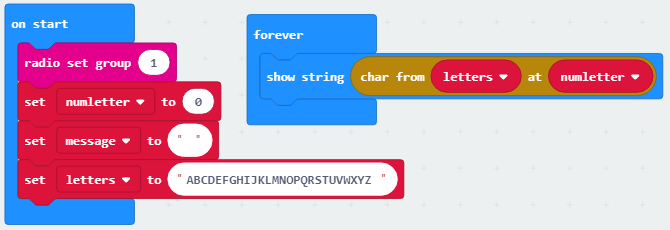 on start
radio set group 1
set numletter to 0
set message to " "
set letters to "ABCDEFGHIJKLMNOPQRSTUVWXYZ "
forever
show string char from letters at numletter